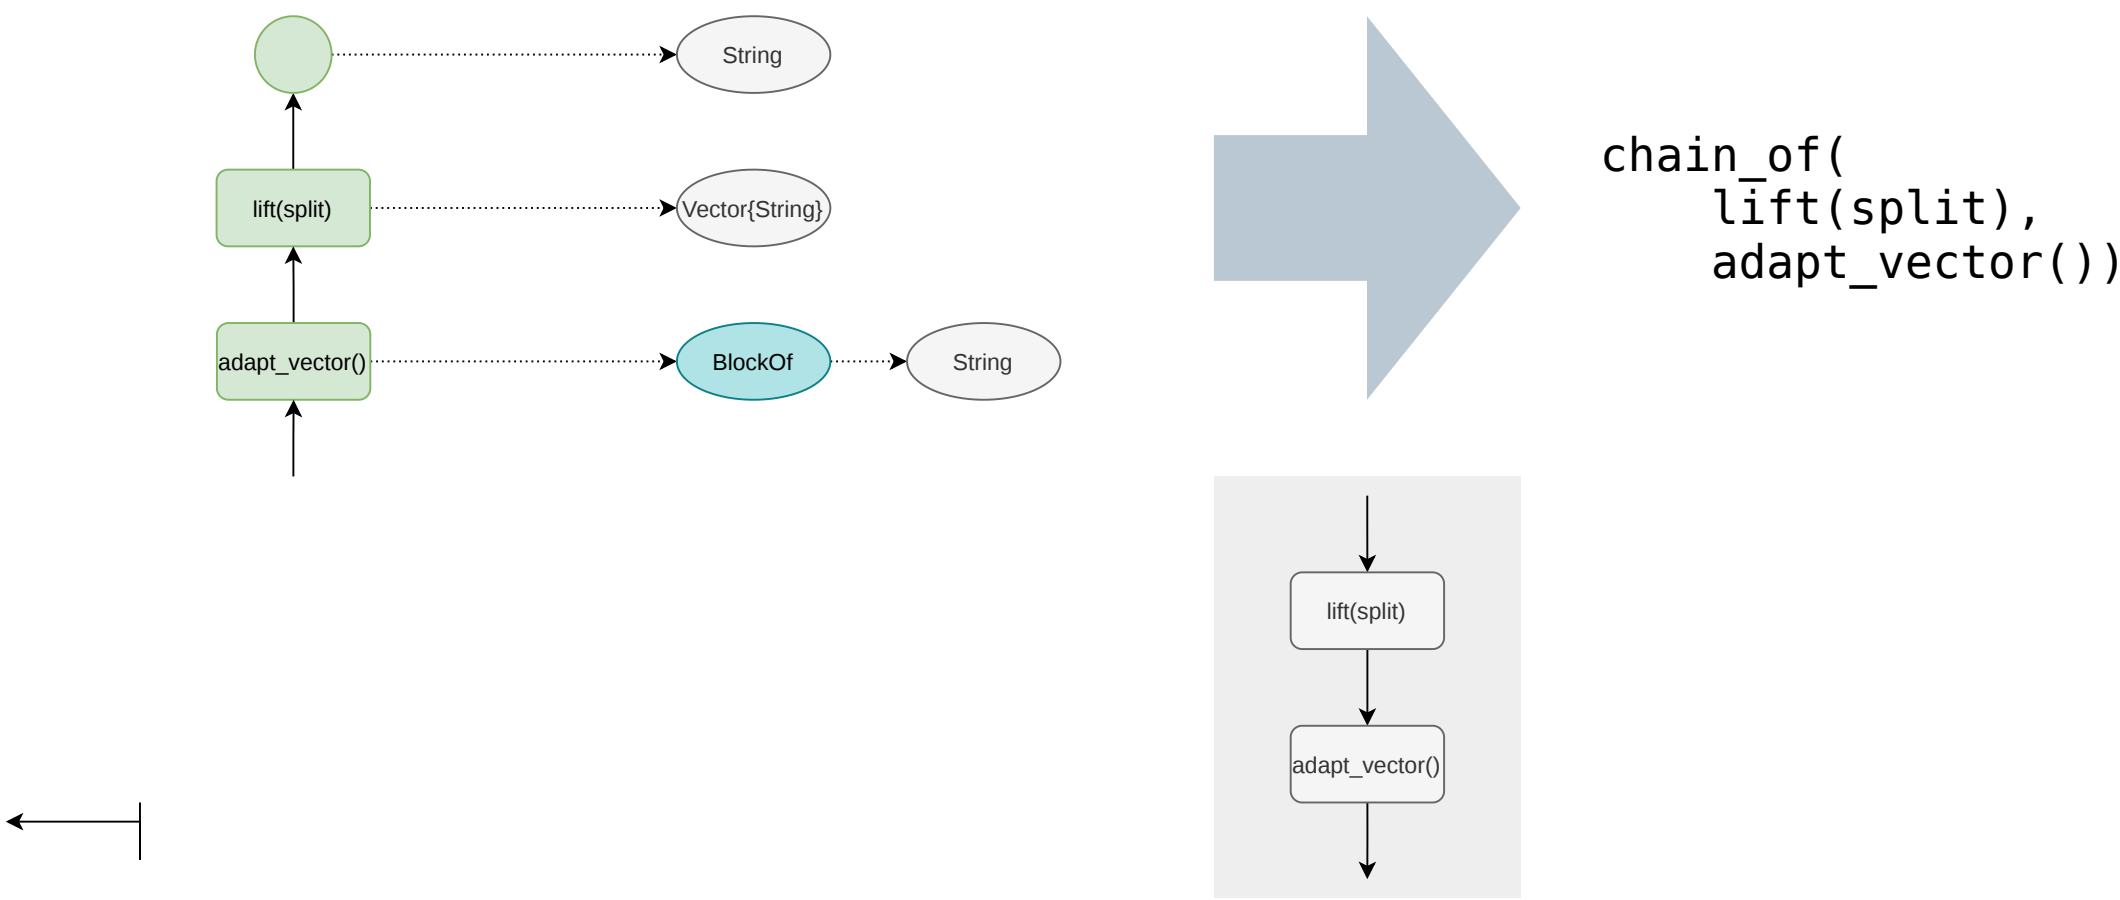 String
lift(split)
Vector{String}
adapt_vector()
BlockOf
String
chain_of(
    lift(split),
    adapt_vector())
lift(split)
adapt_vector()